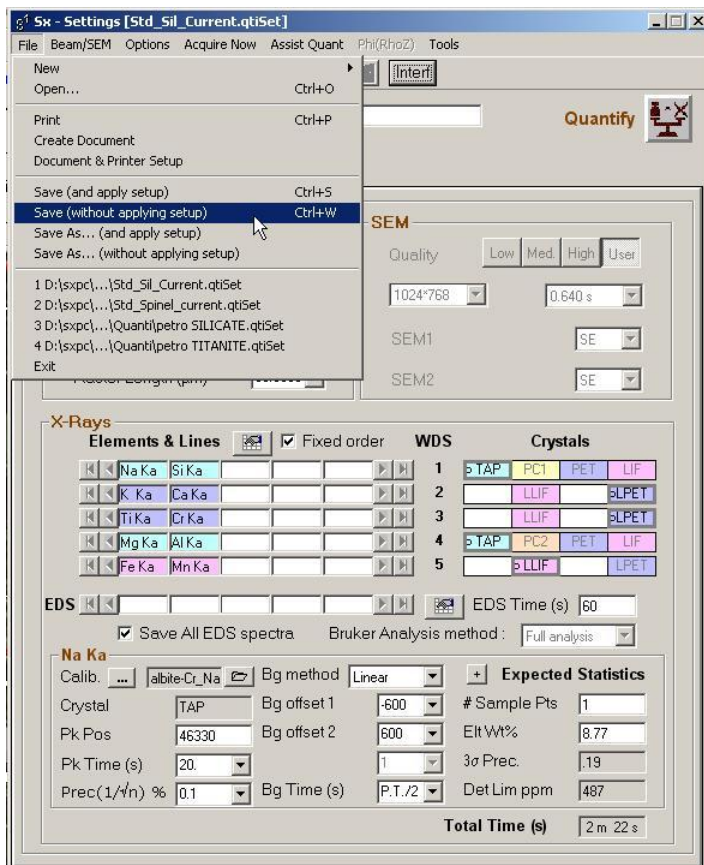 Sx - Settings [Std_Sil_Current.qtiSet]
File Beam/SEM Options Acquire Now Assist Quant Phi(RhoZ) Tools
New
Open... Ctrl+O
Interf
Print Ctrl+P
Create Document
Document & Printer Setup
Quantify
Save (and apply setup) Ctrl+S
Save (without applying setup) Ctrl+W
Save As... (and apply setup)
Save As... (without applying setup)
1 D:\sxpc\...\Std_Sil_Current.qtiSet
2 D:\sxpc\...\Std_Spinel_current.qtiSet
3 D:\sxpc\...\Quanti\petro SILICATE.qtiSet
4 D:\sxpc\...\Quanti\petro TITANITE.qtiSet
Exit
SEM
Quality Low Med. High User
1024*768 0.640 s
SEM1 SE
SEM2 SE
X-Rays
Elements & Lines Fixed order WDS Crystals
Na Ka Si Ka 1 TAP PC1 PET LIF
K Ka Ca Ka 2 LLIF LPET
Ti Ka Cr Ka 3 LLIF LPET
Mg Ka Al Ka 4 TAP PC2 PET LIF
Fe Ka Mn Ka 5 LLIF LPET
EDS EDS Time (s) 60
Save All EDS spectra Bruker Analysis method : Full analysis
Na Ka
Calib. ... albite-Cr_Na Bg method Linear + Expected Statistics
Crystal TAP Bg offset 1 -600 # Sample Pts 1
Pk Pos 46330 Bg offset 2 600 Elt Wt% 8.77
Pk Time (s) 20. 1 3σ Prec. .19
Prec(1/√n) % 0.1 Bg Time (s) P.T./2 Det Lim ppm 487
Total Time (s) 2 m 22 s